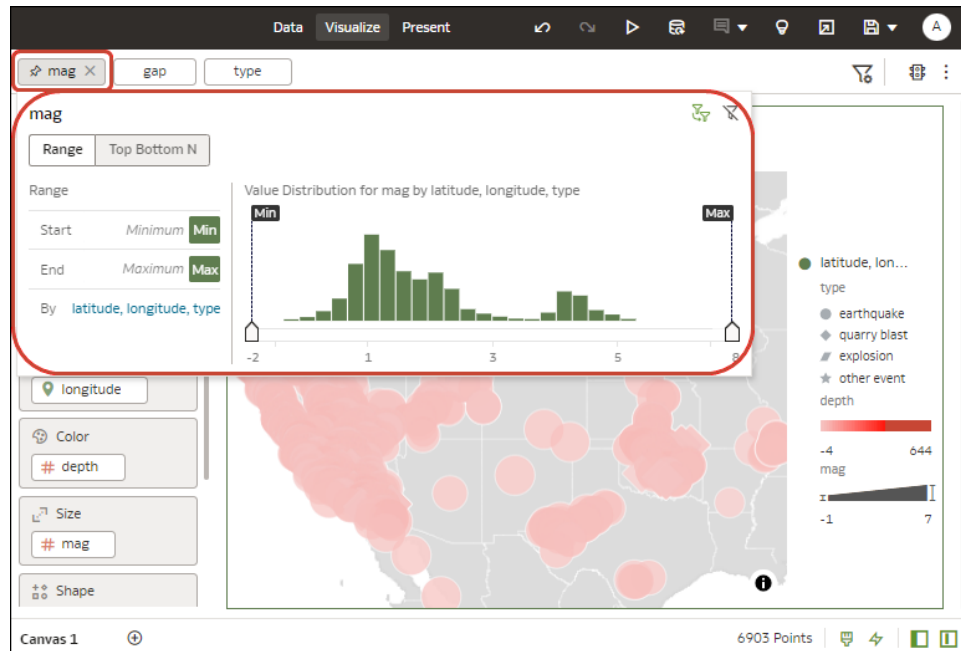 Data Visualize Present A
mag gap type
mag
Range Top Bottom N
Range
Value Distribution for mag by latitude, longitude, type
Min Max
Start Minimum Min
End Maximum Max
By latitude, longitude, type
-2 1 3 5 8
longitude
Color
# depth
Size
# mag
Shape
latitude, lon...
type
earthquake
quarry blast
explosion
other event
depth
-4 644
mag
-1 7
i
Canvas 1
6903 Points